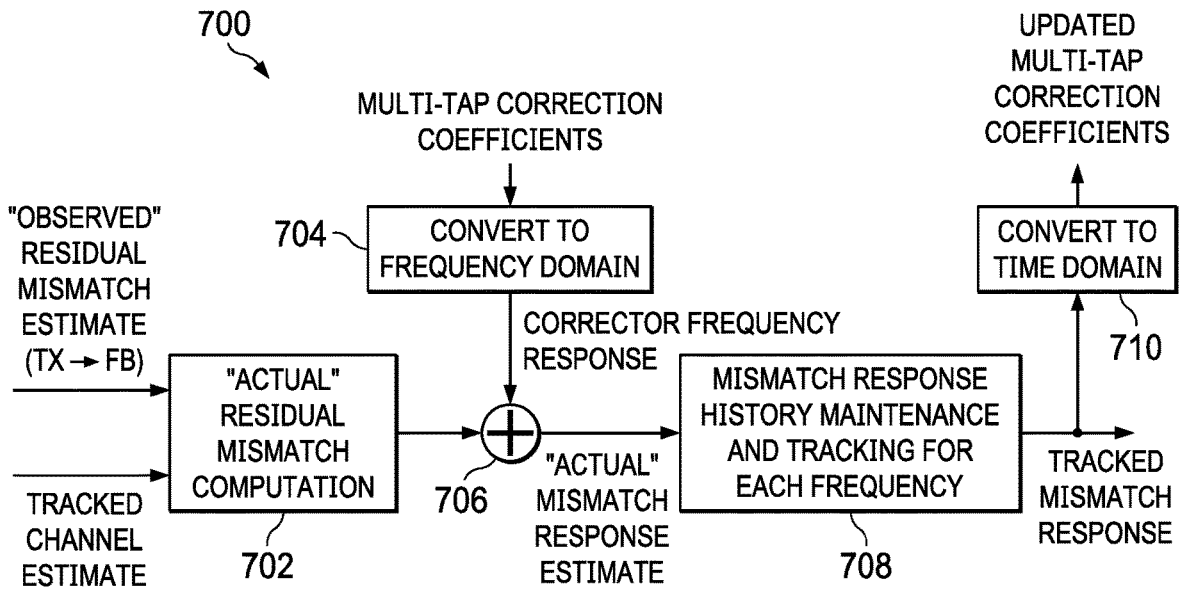 700
MULTI-TAP CORRECTION
COEFFICIENTS
UPDATED
MULTI-TAP
CORRECTION
COEFFICIENTS
704
CONVERT TO
FREQUENCY DOMAIN
CONVERT TO
TIME DOMAIN
710
"OBSERVED"
RESIDUAL
MISMATCH
ESTIMATE
(TX → FB)
CORRECTOR FREQUENCY
RESPONSE
"ACTUAL"
RESIDUAL
MISMATCH
COMPUTATION
702
706
"ACTUAL"
MISMATCH
RESPONSE
ESTIMATE
MISMATCH RESPONSE
HISTORY MAINTENANCE
AND TRACKING FOR
EACH FREQUENCY
708
TRACKED
MISMATCH
RESPONSE
TRACKED
CHANNEL
ESTIMATE